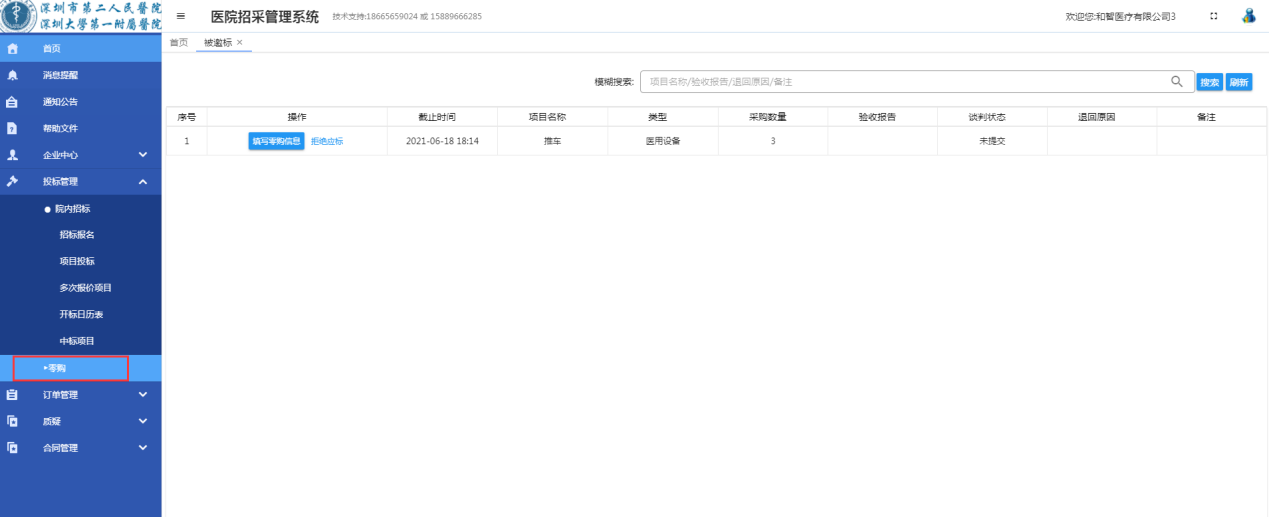 深圳市第二人民醫院
深圳大學第一附屬醫院
医院招采管理系统 技术支持:18665659024 或 15889666285 欢迎您:和智医疗有限公司3
首页
消息提醒
通知公告
帮助文件
企业中心
投标管理
院内招标
招标报名
项目投标
多次报价项目
开标日历表
中标项目
▸零购
订单管理
质疑
合同管理
首页 被邀标 ×
模糊搜索: 项目名称/验收报告/退回原因/备注 搜索 刷新
序号 操作 截止时间 项目名称 类型 采购数量 验收报告 谈判状态 退回原因 备注
1 填写零购信息 拒绝应标 2021-06-18 18:14 推车 医用设备 3 未提交